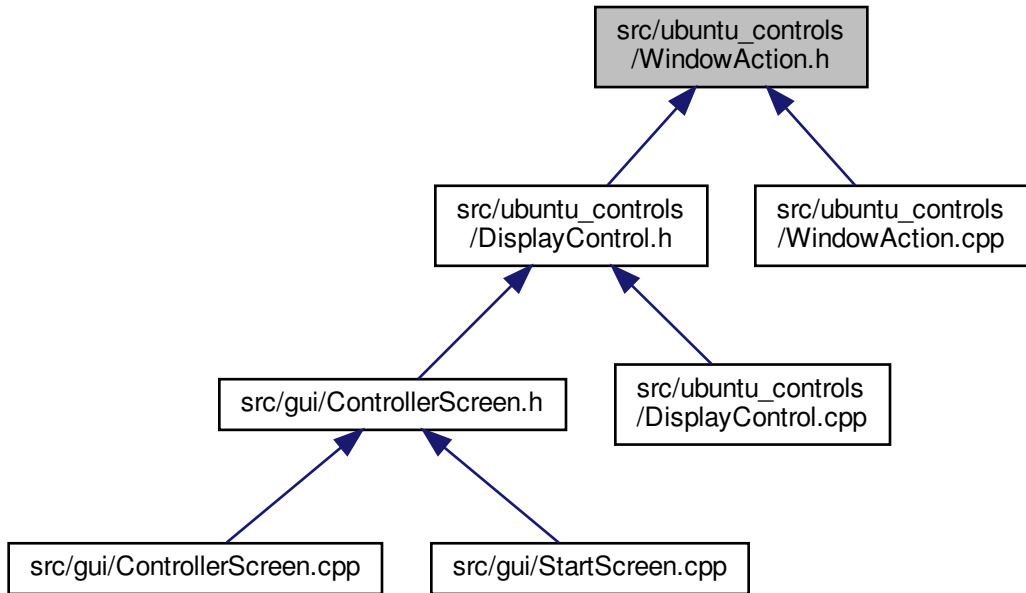 src/ubuntu_controls
/WindowAction.h
src/ubuntu_controls
/DisplayControl.h
src/ubuntu_controls
/WindowAction.cpp
src/gui/ControllerScreen.h
src/ubuntu_controls
/DisplayControl.cpp
src/gui/ControllerScreen.cpp
src/gui/StartScreen.cpp